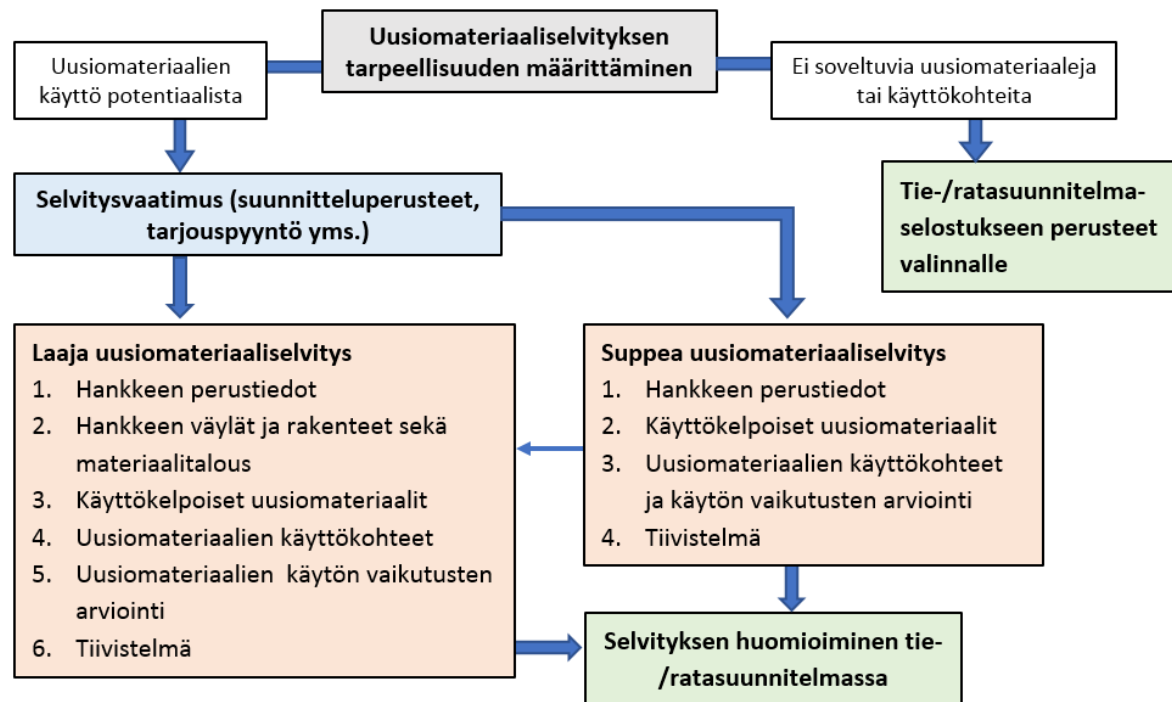 Uusiomateriaaliselvityksen
tarpeellisuuden määrittäminen
Uusiomateriaalien
käyttö potentiaalista
Ei soveltuvia uusiomateriaaleja
tai käyttökohteita
Selvitysvaatimus (suunnitteluperusteet,
tarjouspyyntö yms.)
Tie-/ratasuunnitelma-
selostukseen perusteet
valinnalle
Laaja uusiomateriaaliselvitys
1. Hankkeen perustiedot
2. Hankkeen väylät ja rakenteet sekä
materiaalitalous
3. Käyttökelpoiset uusiomateriaalit
4. Uusiomateriaalien käyttökohteet
5. Uusiomateriaalien käytön vaikutusten
arviointi
6. Tiivistelmä
Suppea uusiomateriaaliselvitys
1. Hankkeen perustiedot
2. Käyttökelpoiset uusiomateriaalit
3. Uusiomateriaalien käyttökohteet
ja käytön vaikutusten arviointi
4. Tiivistelmä
Selvityksen huomioiminen tie-
/ratasuunnitelmassa